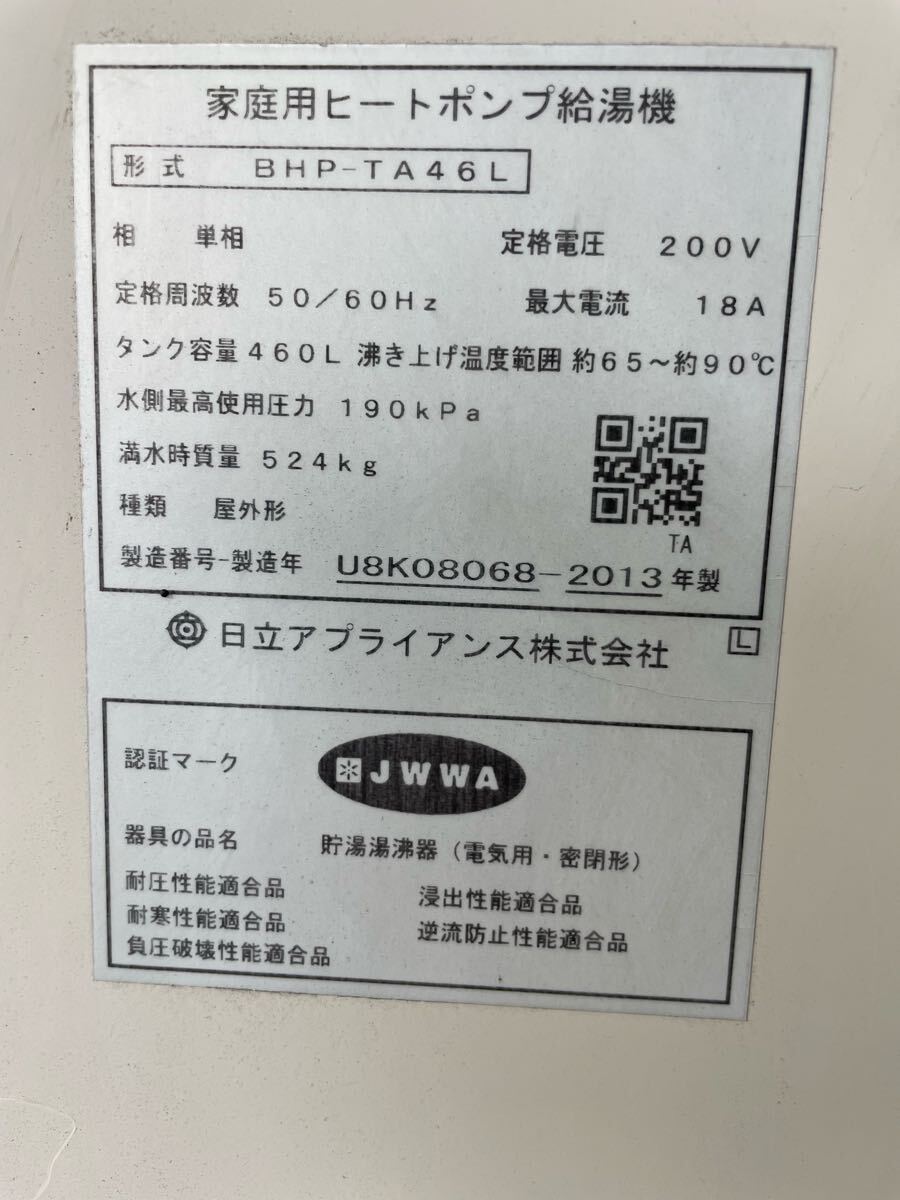 家庭用ヒートポンプ給湯機
形式 BHP-TA46L
相 単相 定格電圧 200V
定格周波数 50/60Hz 最大電流 18A
タンク容量 460L 沸き上げ温度範囲 約65～約90℃
水側最高使用圧力 190kPa
満水時質量 524kg
種類 屋外形
TA
製造番号-製造年 U8K08068-2013年製
日立アプライアンス株式会社 L
認証マーク JWWA
器具の品名 貯湯湯沸器（電気用・密閉形）
耐圧性能適合品 浸出性能適合品
耐寒性能適合品 逆流防止性能適合品
負圧破壊性能適合品